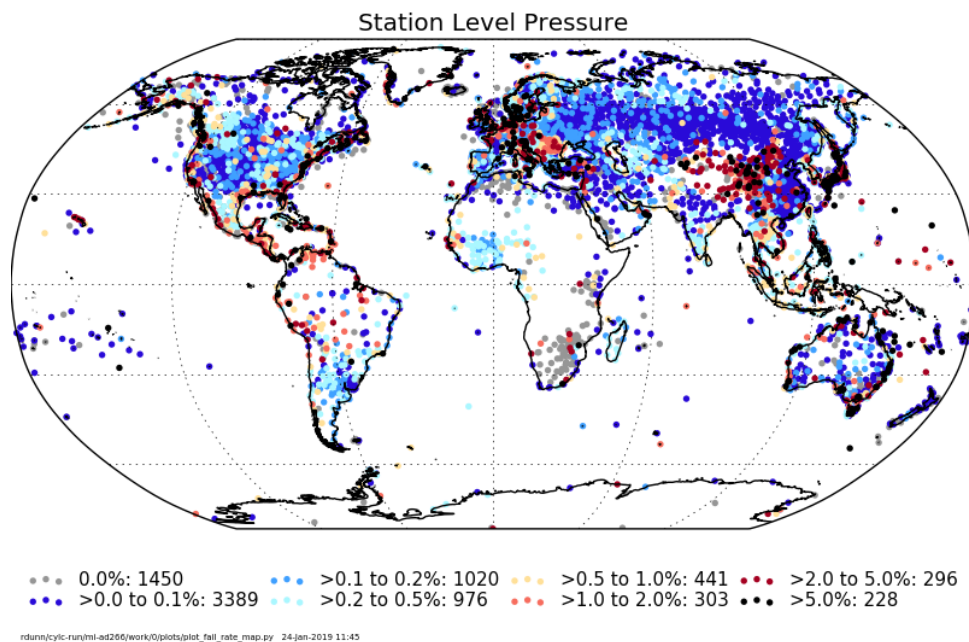 Station Level Pressure
0.0%: 1450
>0.0 to 0.1%: 3389
>0.1 to 0.2%: 1020
>0.2 to 0.5%: 976
>0.5 to 1.0%: 441
>1.0 to 2.0%: 303
>2.0 to 5.0%: 296
>5.0%: 228
rdunn/cylc-run/mi-ad266/work/0/plots/plot_fail_rate_map.py 24-Jan-2019 11:45